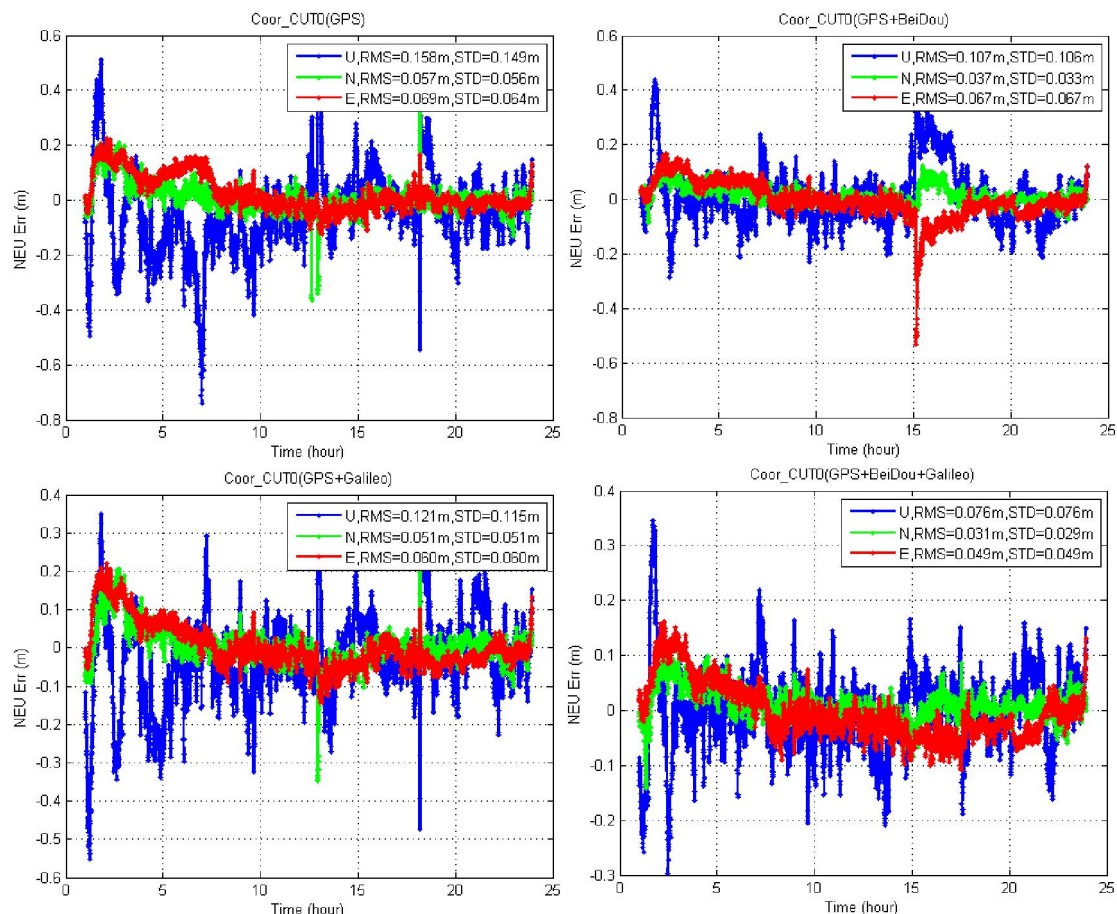 Coor_CUT0(GPS)
U,RMS=0.158m,STD=0.149m
N,RMS=0.057m,STD=0.056m
E,RMS=0.069m,STD=0.064m
NEU Err (m)
0.6
0.4
0.2
0
-0.2
-0.4
-0.6
-0.8
0 5 10 15 20 25
Time (hour)
Coor_CUT0(GPS+BeiDou)
U,RMS=0.107m,STD=0.106m
N,RMS=0.037m,STD=0.033m
E,RMS=0.067m,STD=0.067m
NEU Err (m)
0.6
0.4
0.2
0
-0.2
-0.4
-0.6
-0.8
0 5 10 15 20 25
Time (hour)
Coor_CUT0(GPS+Galileo)
U,RMS=0.121m,STD=0.115m
N,RMS=0.051m,STD=0.051m
E,RMS=0.060m,STD=0.060m
NEU Err (m)
0.4
0.3
0.2
0.1
0
-0.1
-0.2
-0.3
-0.4
-0.5
-0.6
0 5 10 15 20 25
Time (hour)
Coor_CUT0(GPS+BeiDou+Galileo)
U,RMS=0.076m,STD=0.076m
N,RMS=0.031m,STD=0.029m
E,RMS=0.049m,STD=0.049m
NEU Err (m)
0.4
0.3
0.2
0.1
0
-0.1
-0.2
-0.3
0 5 10 15 20 25
Time (hour)